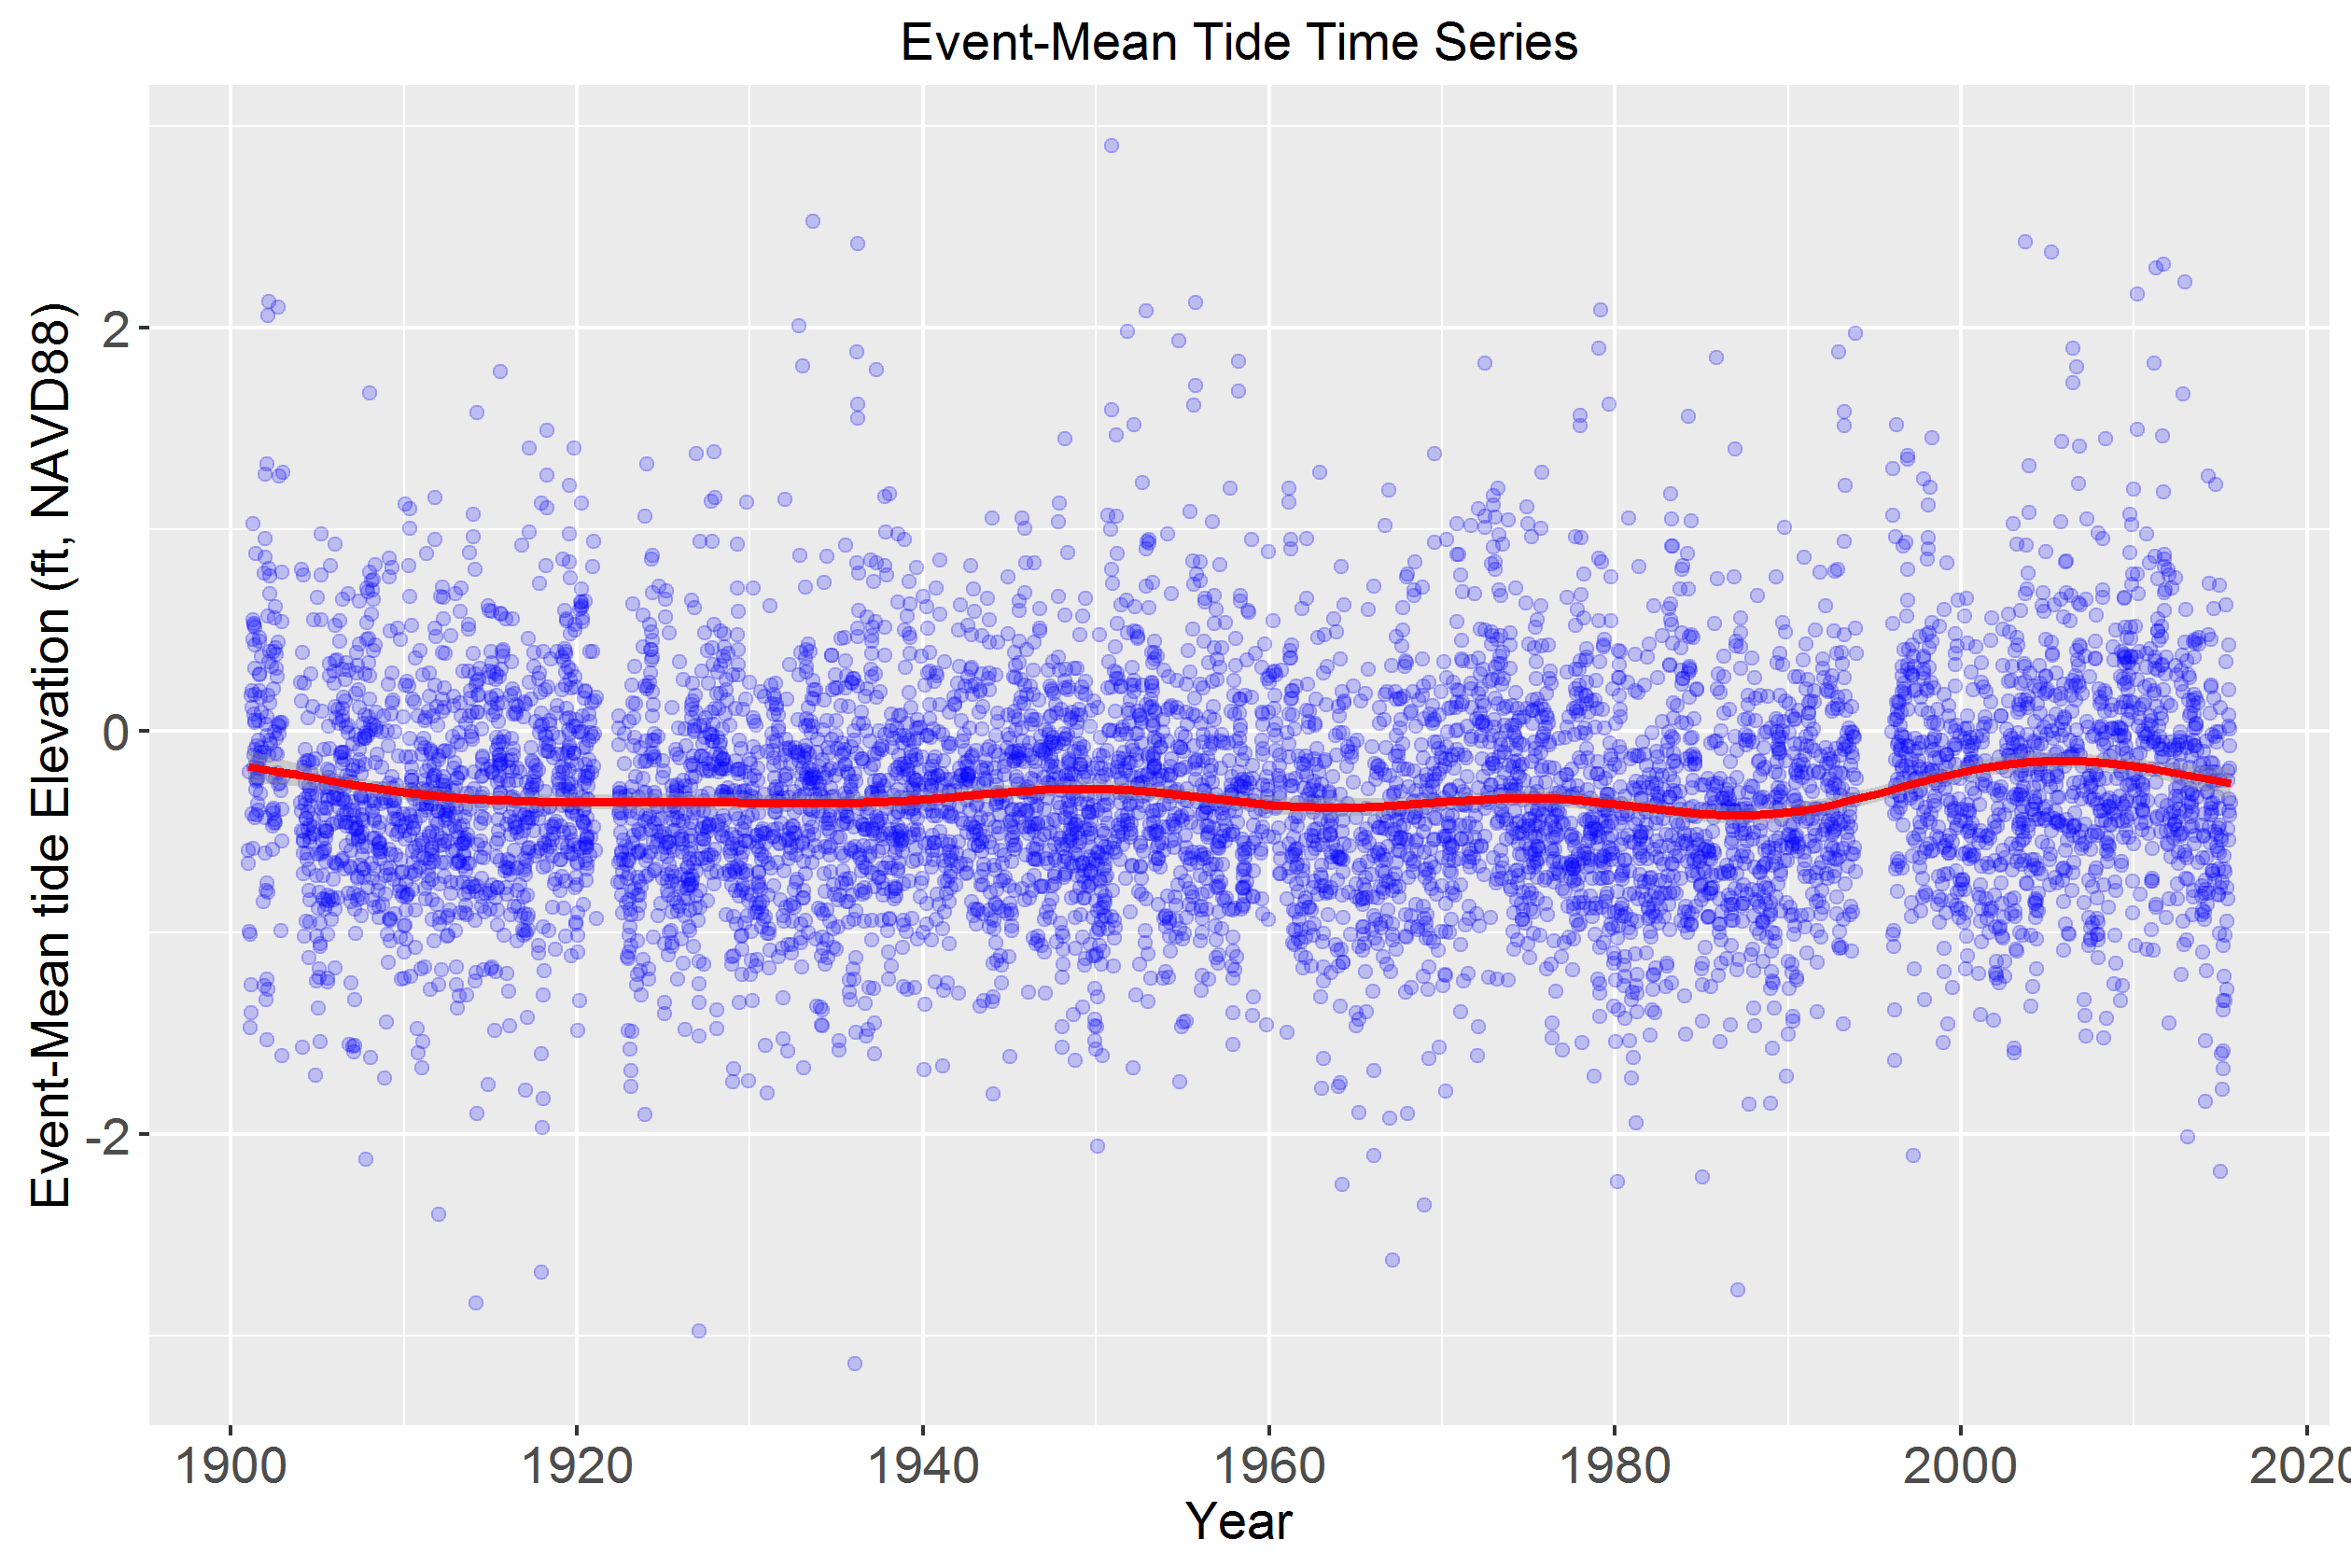 Event-Mean Tide Time Series
Event-Mean tide Elevation (ft, NAVD88)
2
0
-2
1900 1920 1940 1960 1980 2000 2020
Year